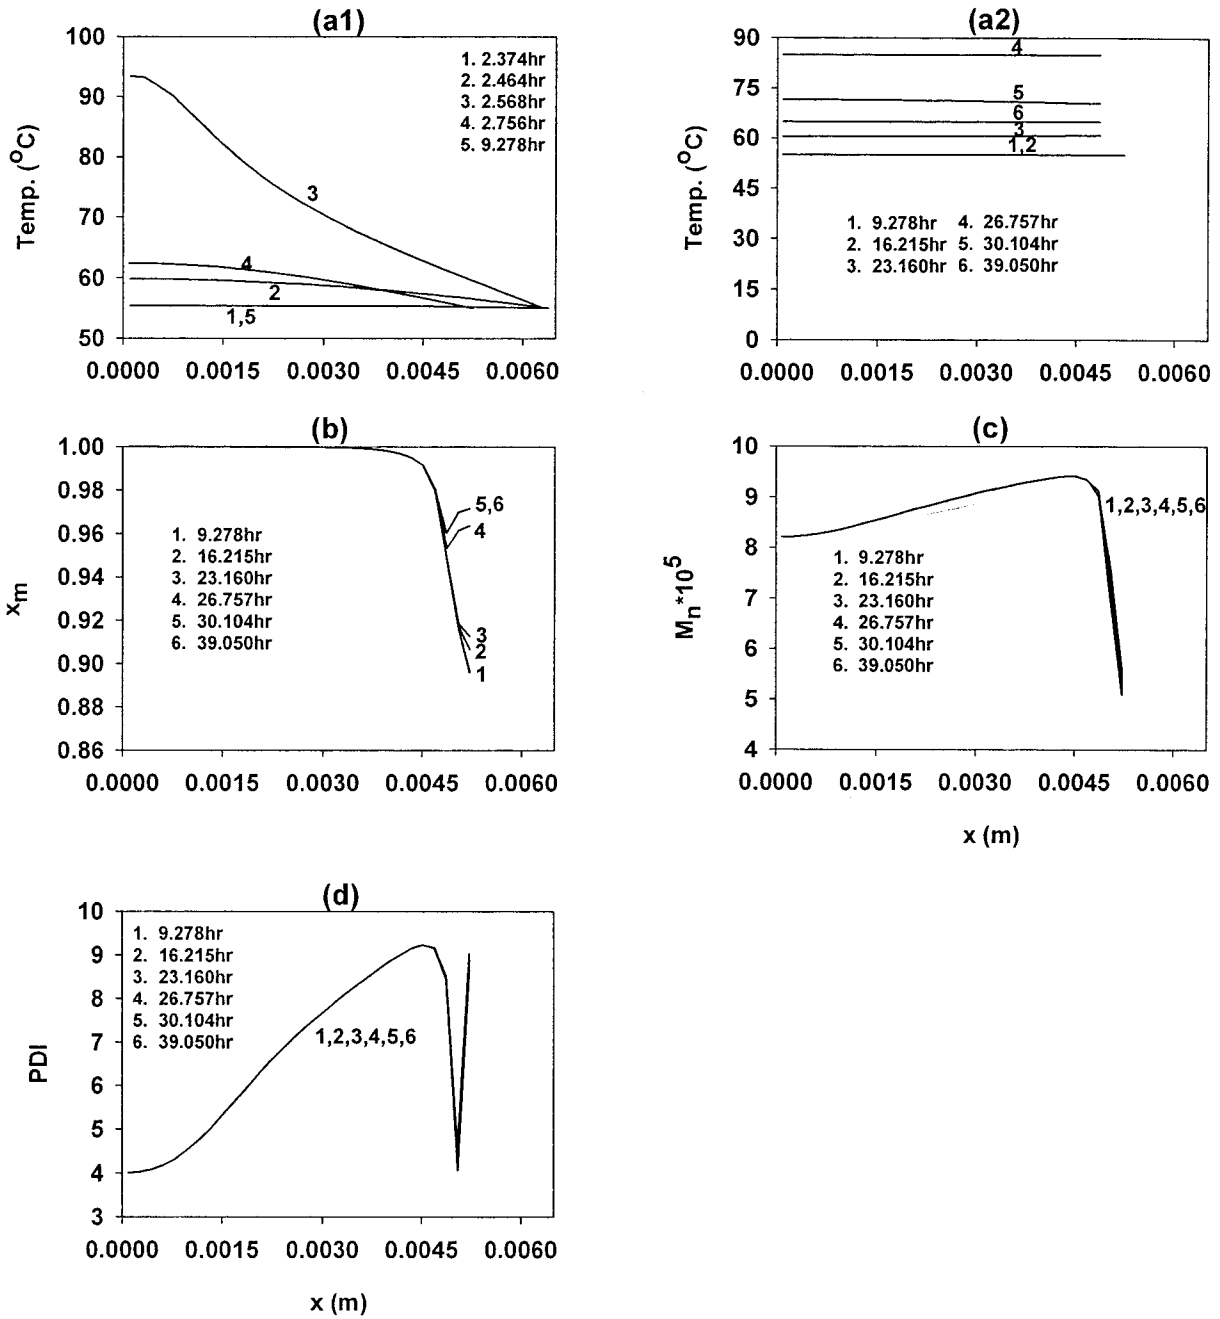 (a1)
Temp. (°C)
100
90
80
70
60
50
1. 2.374hr
2. 2.464hr
3. 2.568hr
4. 2.756hr
5. 9.278hr
3
4
2
1,5
0.0000 0.0015 0.0030 0.0045 0.0060
(a2)
Temp. (°C)
90
75
60
45
30
15
0
4
5
6
3
1,2
1. 9.278hr 4. 26.757hr
2. 16.215hr 5. 30.104hr
3. 23.160hr 6. 39.050hr
0.0000 0.0015 0.0030 0.0045 0.0060
(b)
xm
1.00
0.98
0.96
0.94
0.92
0.90
0.88
0.86
1. 9.278hr
2. 16.215hr
3. 23.160hr
4. 26.757hr
5. 30.104hr
6. 39.050hr
5,6
4
3
2
1
0.0000 0.0015 0.0030 0.0045 0.0060
(c)
Mn*10^5
10
9
8
7
6
5
4
1,2,3,4,5,6
1. 9.278hr
2. 16.215hr
3. 23.160hr
4. 26.757hr
5. 30.104hr
6. 39.050hr
0.0000 0.0015 0.0030 0.0045 0.0060
x (m)
(d)
PDI
10
9
8
7
6
5
4
3
1. 9.278hr
2. 16.215hr
3. 23.160hr
4. 26.757hr
5. 30.104hr
6. 39.050hr
1,2,3,4,5,6
0.0000 0.0015 0.0030 0.0045 0.0060
x (m)